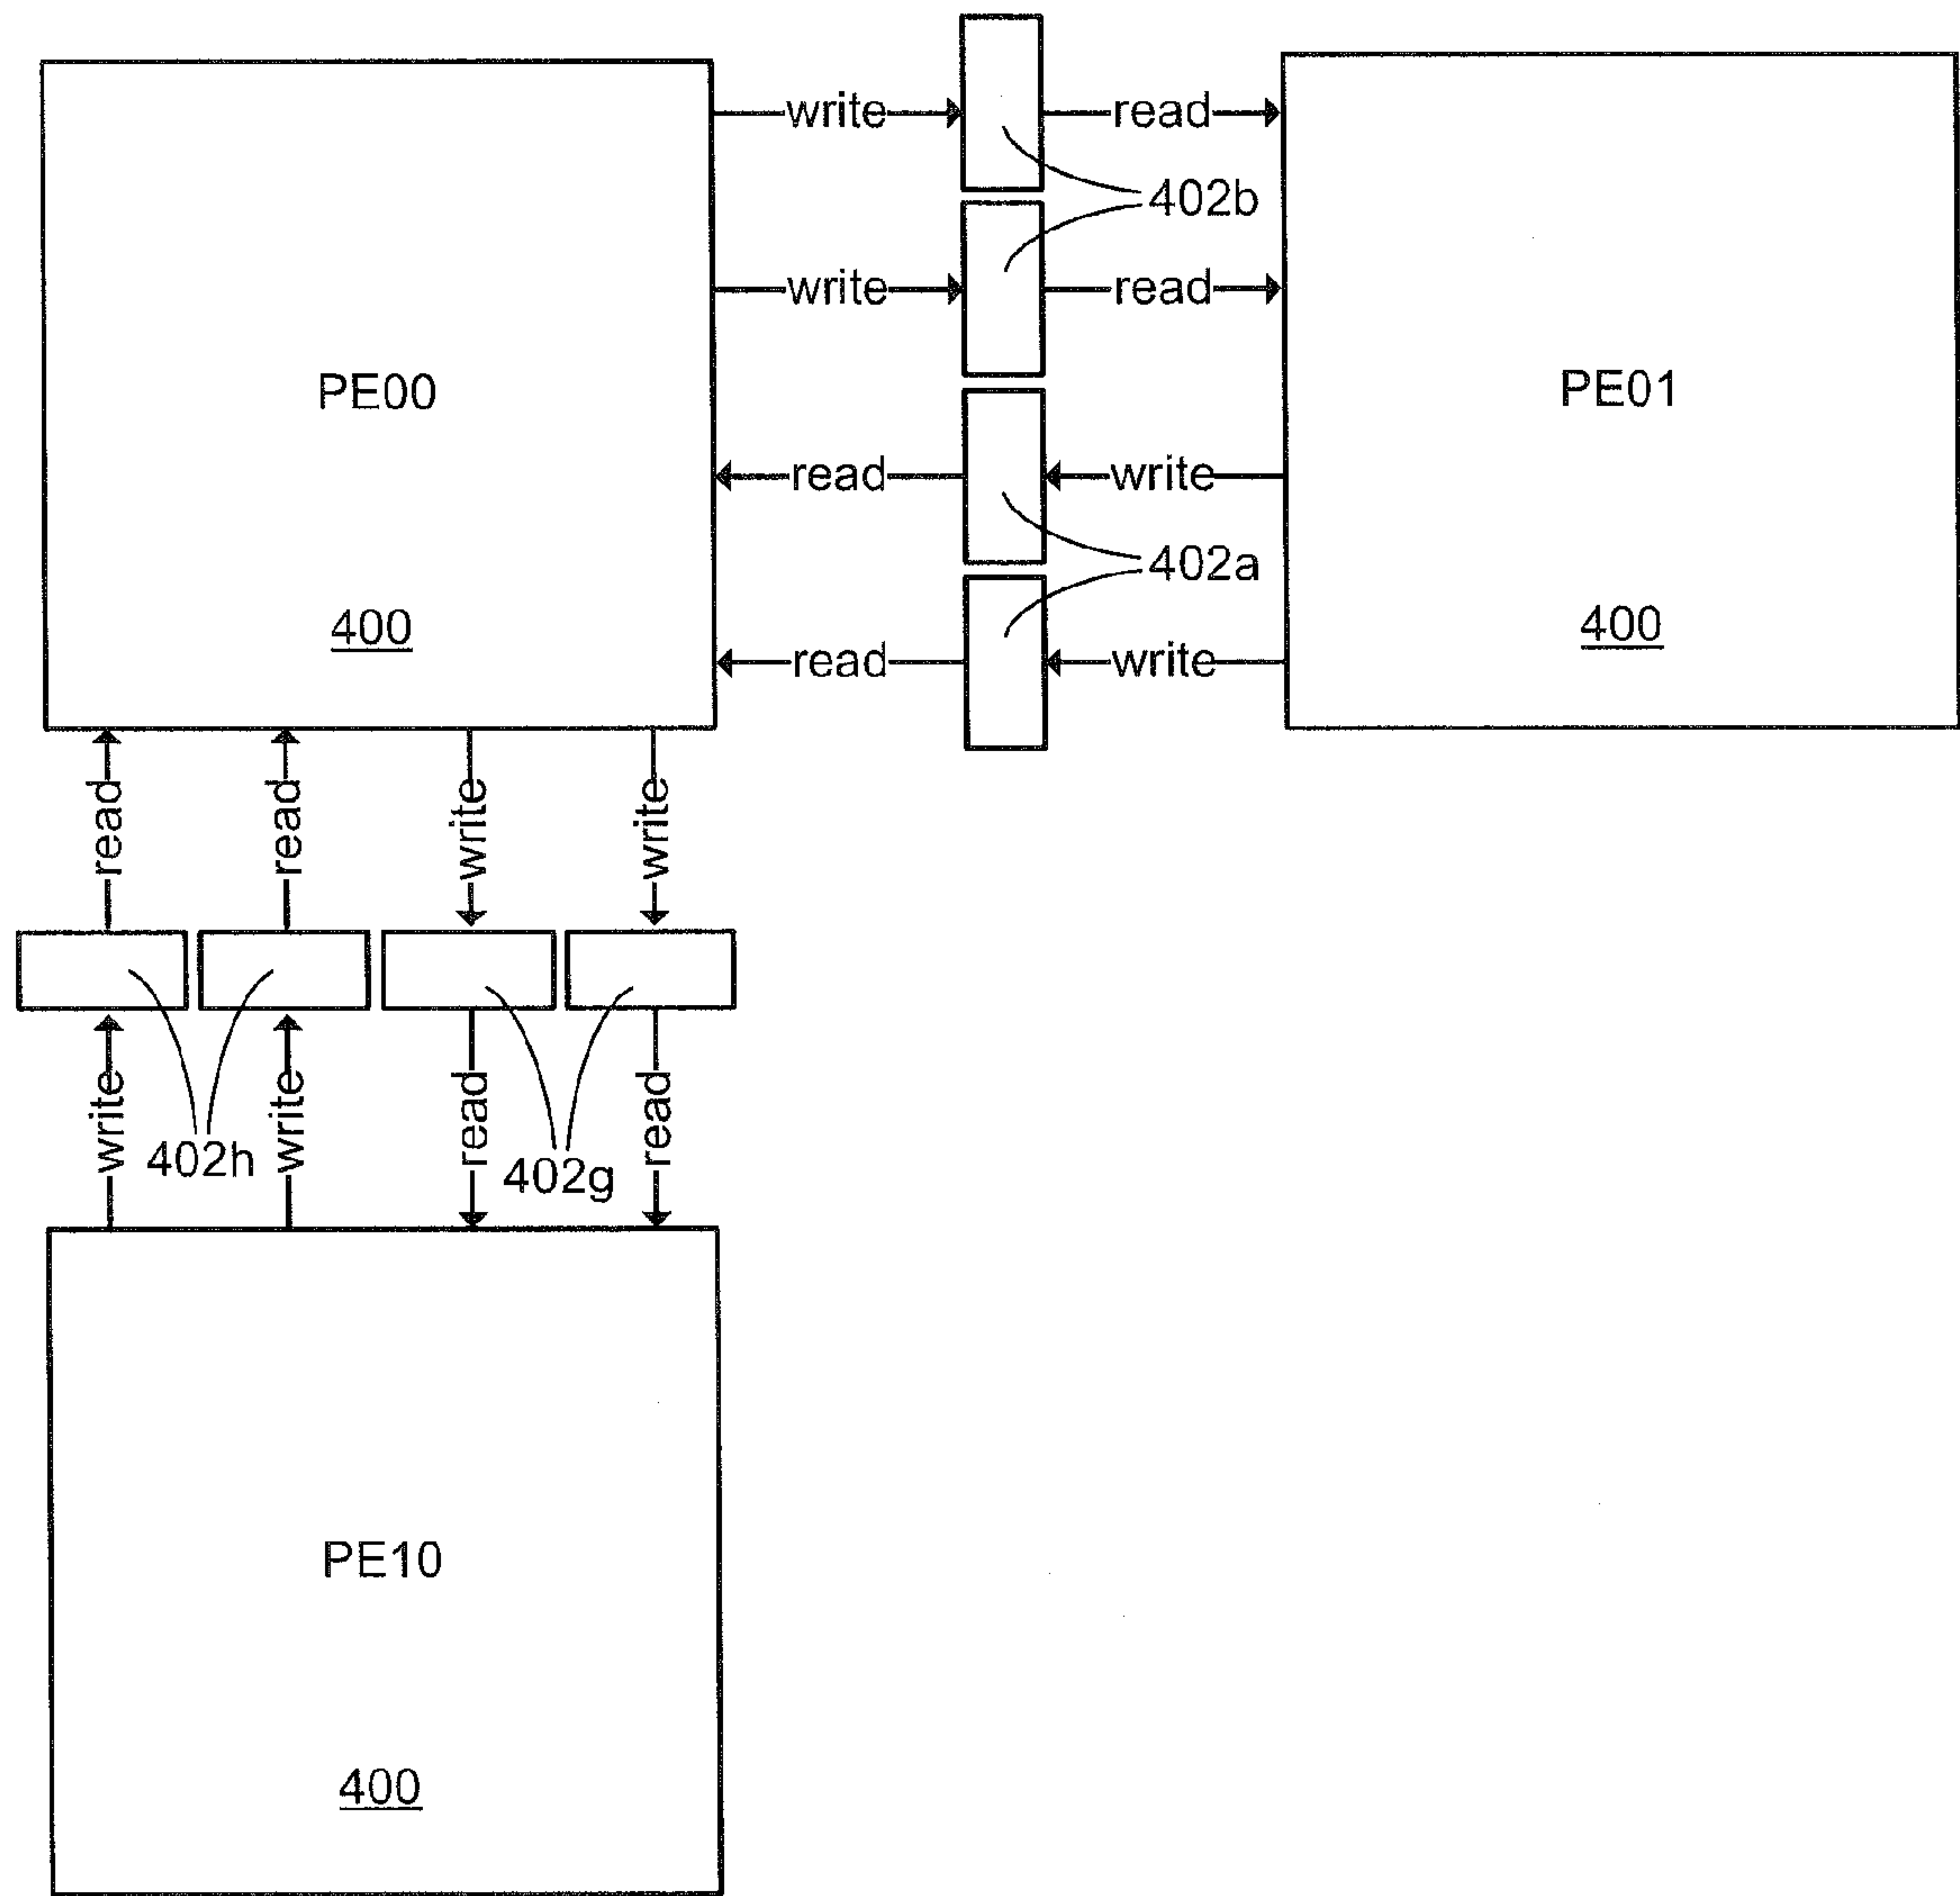 write read
402b
write read
PE00 PE01
read write
402a
400 400
read write
read read write write
write write read read
402h 402g
PE10
400